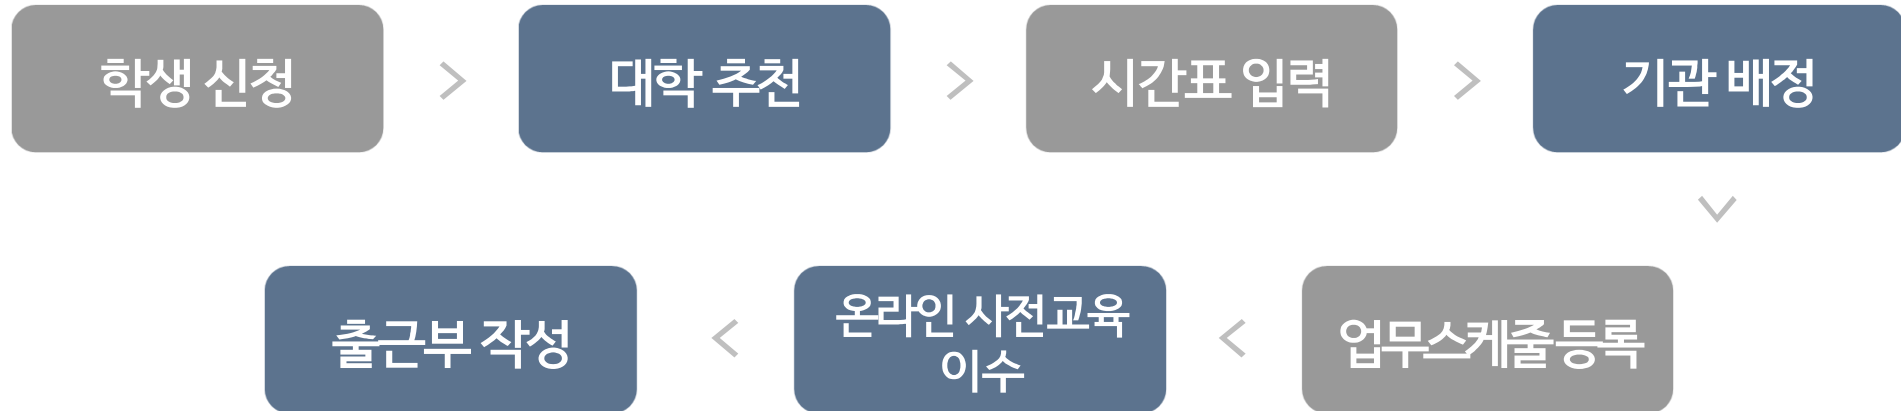 학생 신청
대학 추천
시간표 입력
기관 배정
업무스케줄 등록
온라인 사전교육
이수
출근부 작성